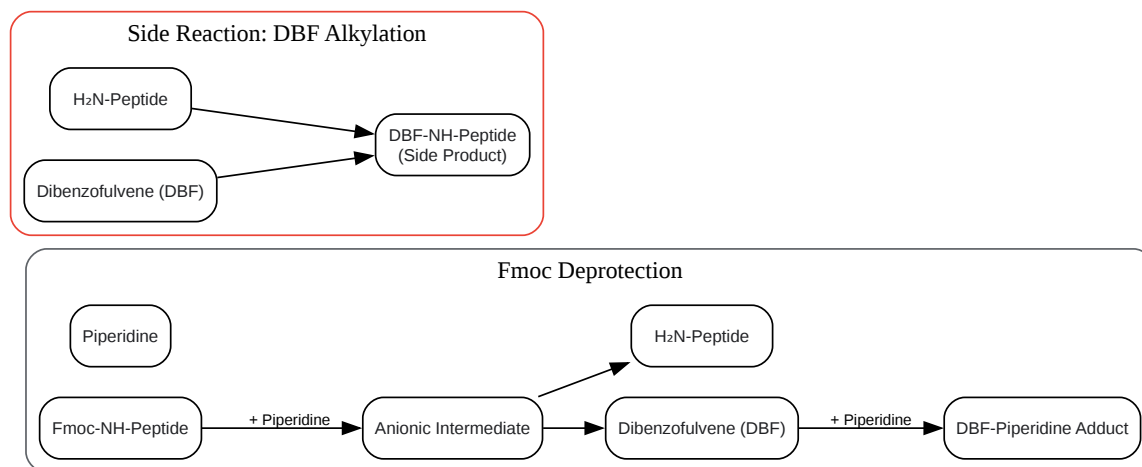 Side Reaction: DBF Alkylation
H₂N-Peptide
DBF-NH-Peptide
(Side Product)
Dibenzofulvene (DBF)
Fmoc Deprotection
Piperidine
H₂N-Peptide
Fmoc-NH-Peptide
+ Piperidine
Anionic Intermediate
Dibenzofulvene (DBF)
+ Piperidine
DBF-Piperidine Adduct